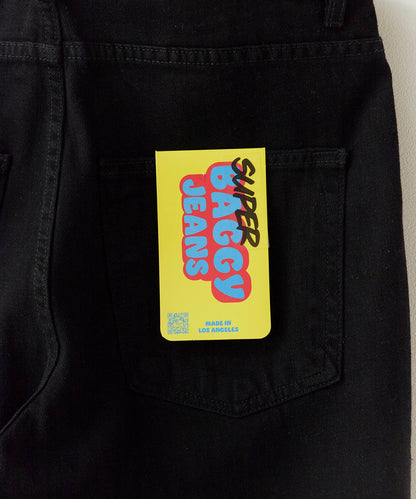 SUPER
BAGGY
JEANS
MADE IN
LOS ANGELES